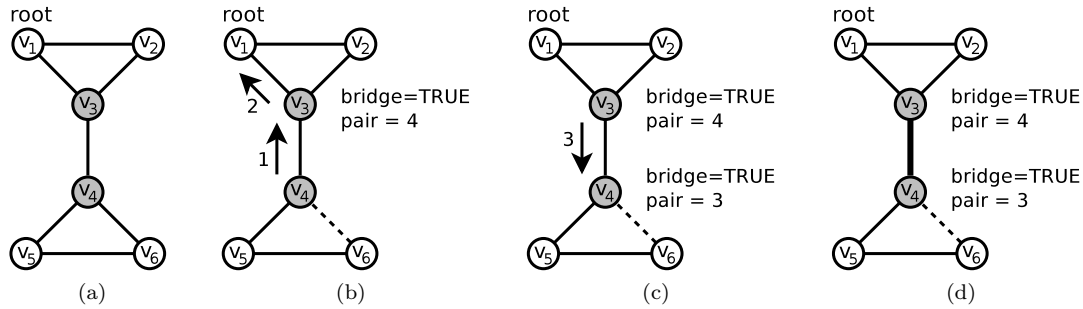 root
v1
v2
v3
v4
v5
v6
(a)
root
v1
v2
2
v3
bridge=TRUE
pair = 4
1
v4
v5
v6
(b)
root
v1
v2
v3
bridge=TRUE
pair = 4
3
v4
bridge=TRUE
pair = 3
v5
v6
(c)
root
v1
v2
v3
bridge=TRUE
pair = 4
v4
bridge=TRUE
pair = 3
v5
v6
(d)